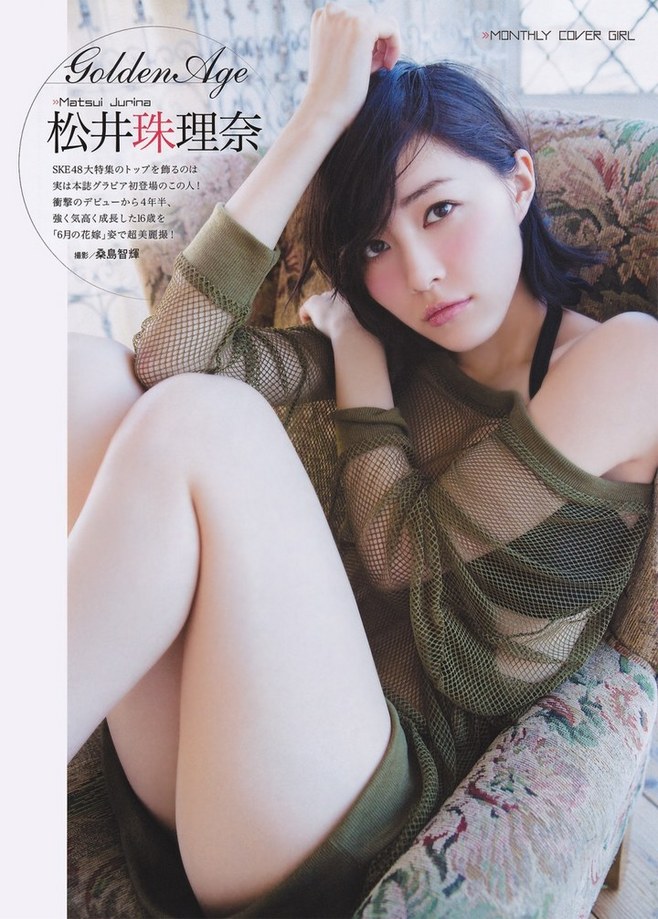 »MONTHLY COVER GIRL
Golden Age
»Matsui Jurina
松井珠理奈
SKE48大特集のトップを飾るのは
実は本誌グラビア初登場のこの人!
衝撃のデビューから4年半、
強く気高く成長した16歳を
「6月の花嫁」姿で超美麗撮!
撮影/桑島智輝